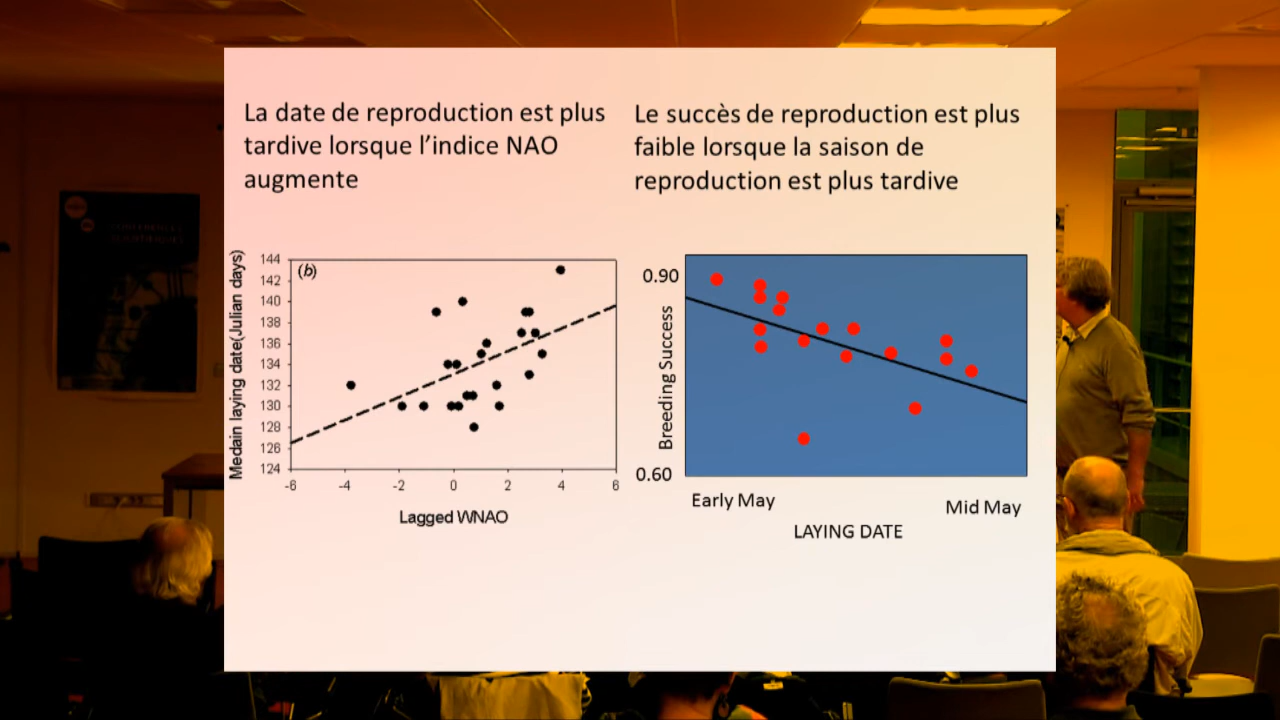 La date de reproduction est plus
tardive lorsque l'indice NAO
augmente
Le succès de reproduction est plus
faible lorsque la saison de
reproduction est plus tardive
(b)
Medain laying date(Julian days)
144
142
140
138
136
134
132
130
128
126
124
-6 -4 -2 0 2 4 6
Lagged WNAO
0.90
Breeding Success
0.60
Early May
Mid May
LAYING DATE